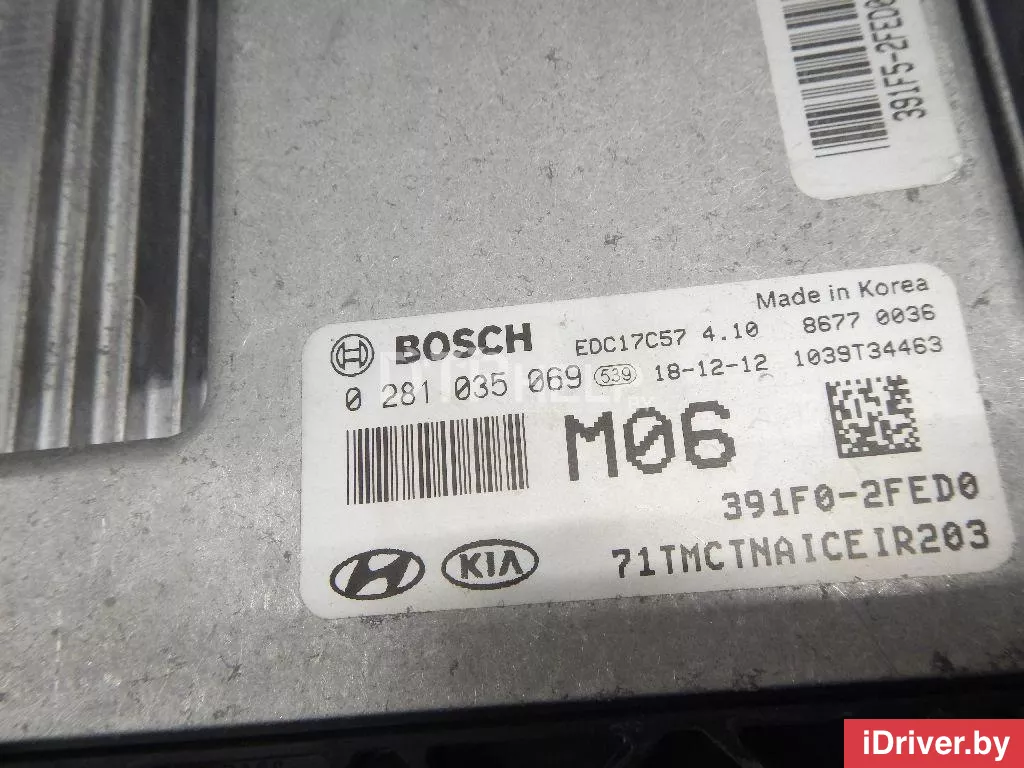 391F5-2FED0
Made in Korea
BOSCH EDC17C57 4.10 8677 0036
0 281 035 069 539 18-12-12 1039T34463
M06
391F0-2FED0
KIA 71TMCTNAICEIR203
iDriver.by